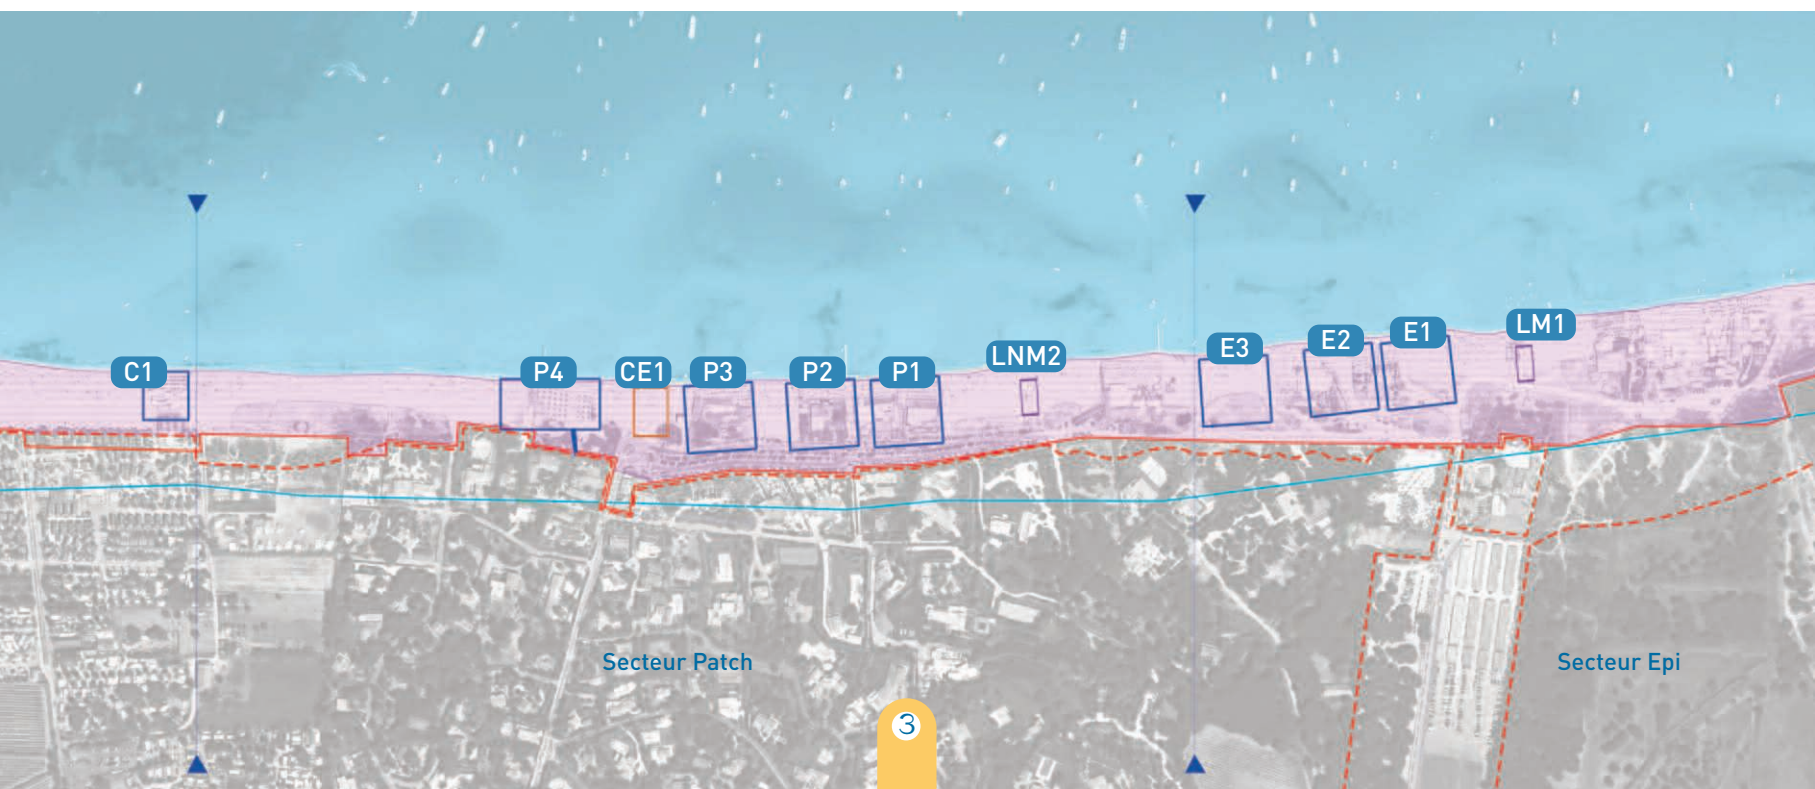 C1
P4
CE1
P3
P2
P1
LNM2
E3
E2
E1
LM1
Secteur Patch
Secteur Epi
3